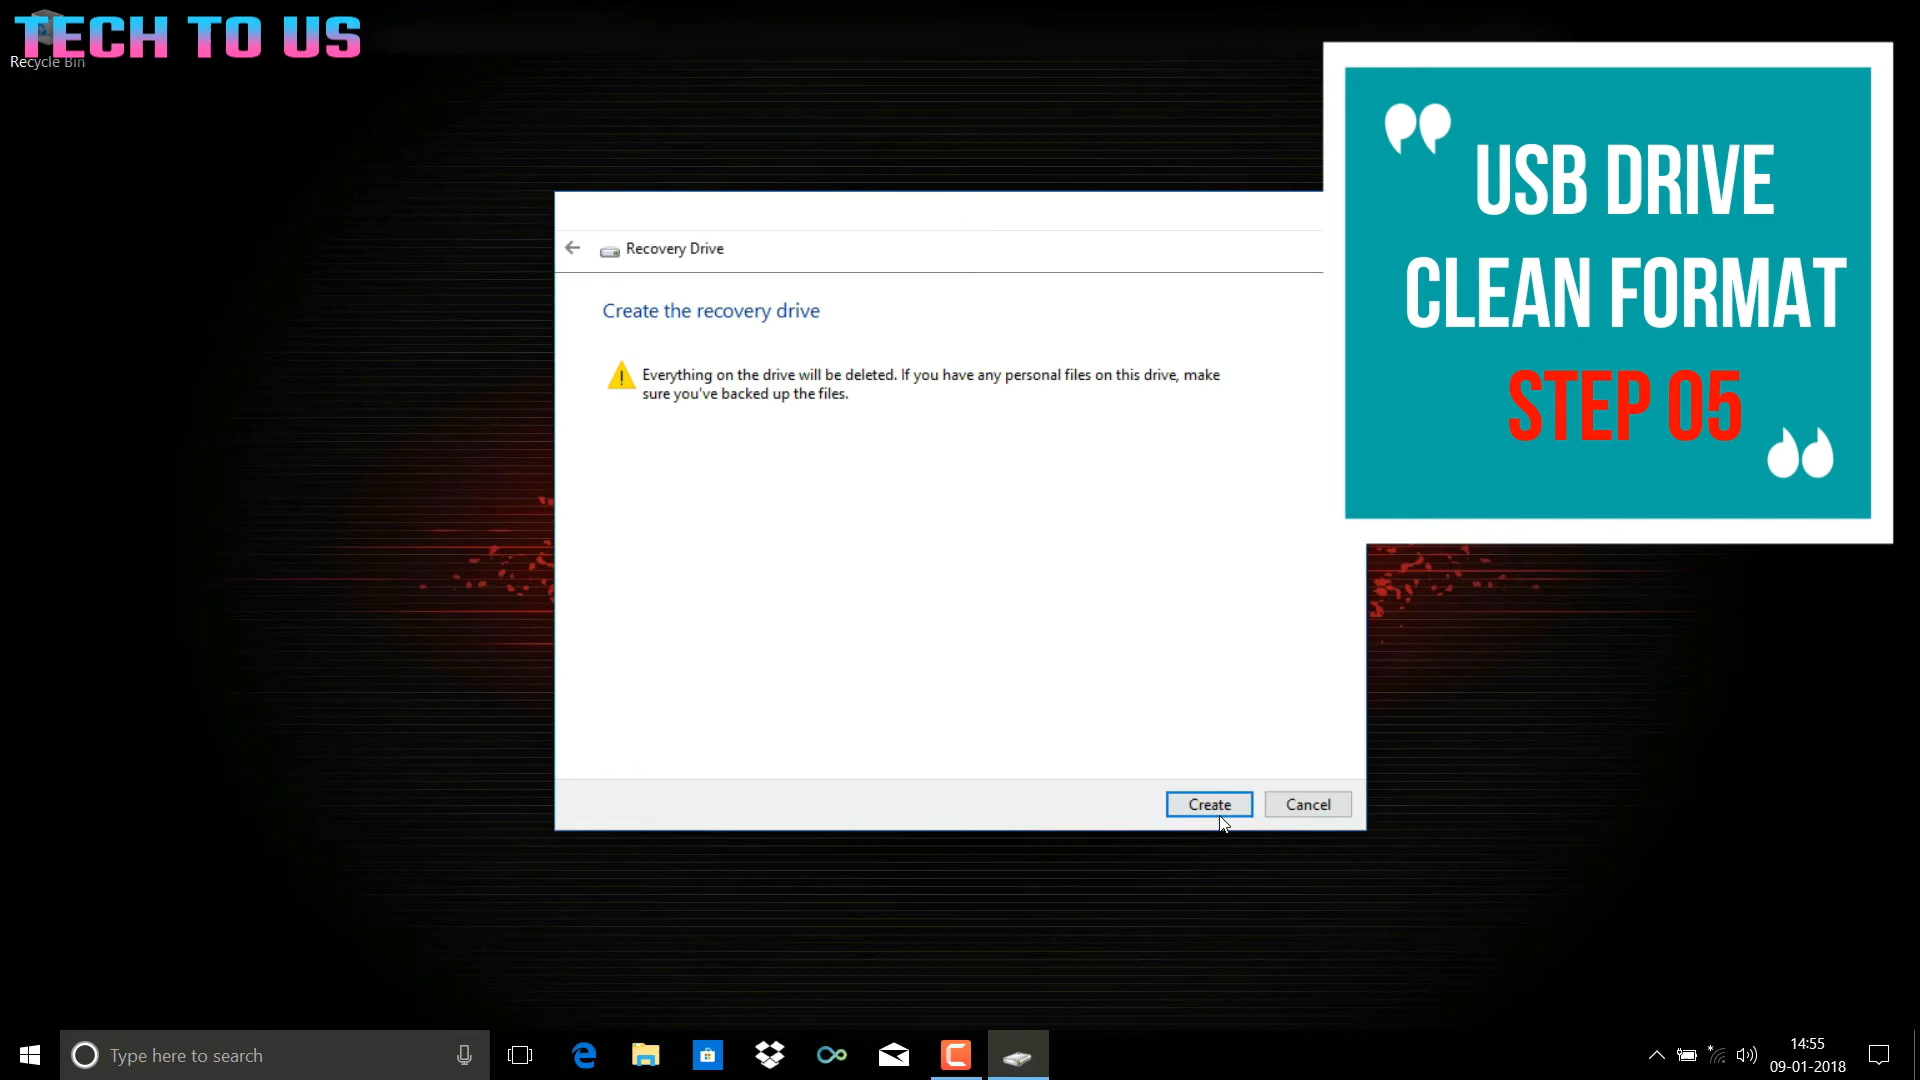 TECH TO US
Recycle Bin
USB DRIVE
CLEAN FORMAT
STEP 05
Recovery Drive
Create the recovery drive
Everything on the drive will be deleted. If you have any personal files on this drive, make
sure you've backed up the files.
Create
Cancel
Type here to search
14:55
09-01-2018